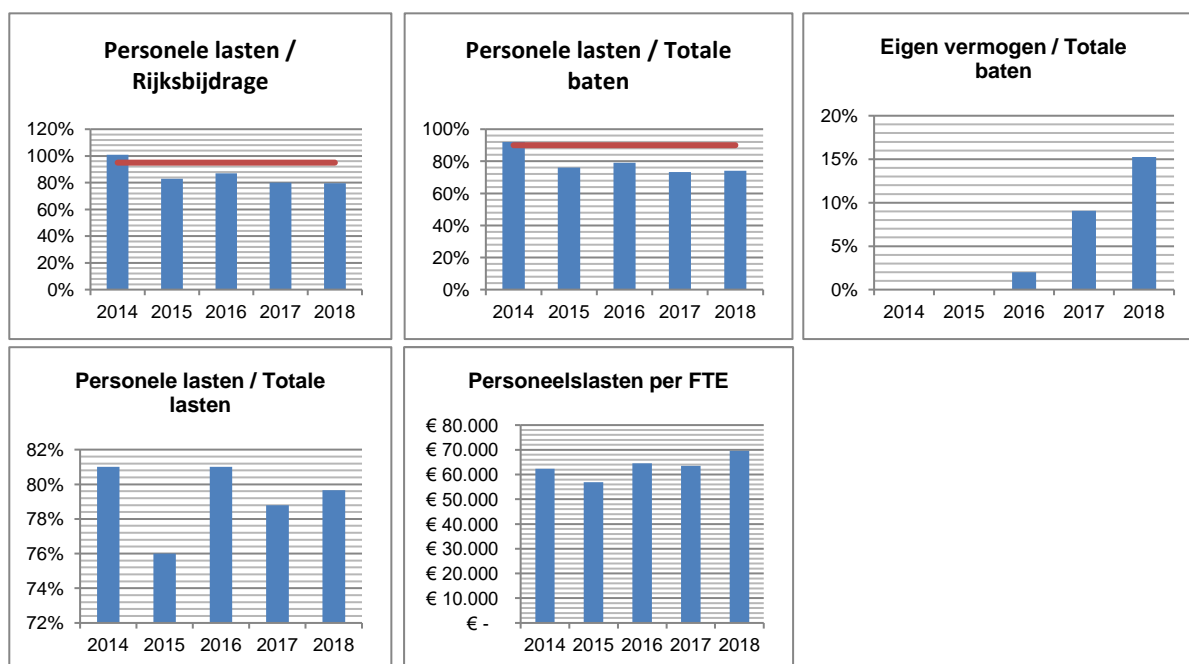 Personele lasten /
Rijksbijdrage
120%
100%
80%
60%
40%
20%
0%
2014 2015 2016 2017 2018
Personele lasten / Totale
baten
100%
80%
60%
40%
20%
0%
2014 2015 2016 2017 2018
Eigen vermogen / Totale
baten
20%
15%
10%
5%
0%
2014 2015 2016 2017 2018
Personele lasten / Totale
lasten
82%
80%
78%
76%
74%
72%
2014 2015 2016 2017 2018
Personeelslasten per FTE
€ 80.000
€ 70.000
€ 60.000
€ 50.000
€ 40.000
€ 30.000
€ 20.000
€ 10.000
€ -
2014 2015 2016 2017 2018